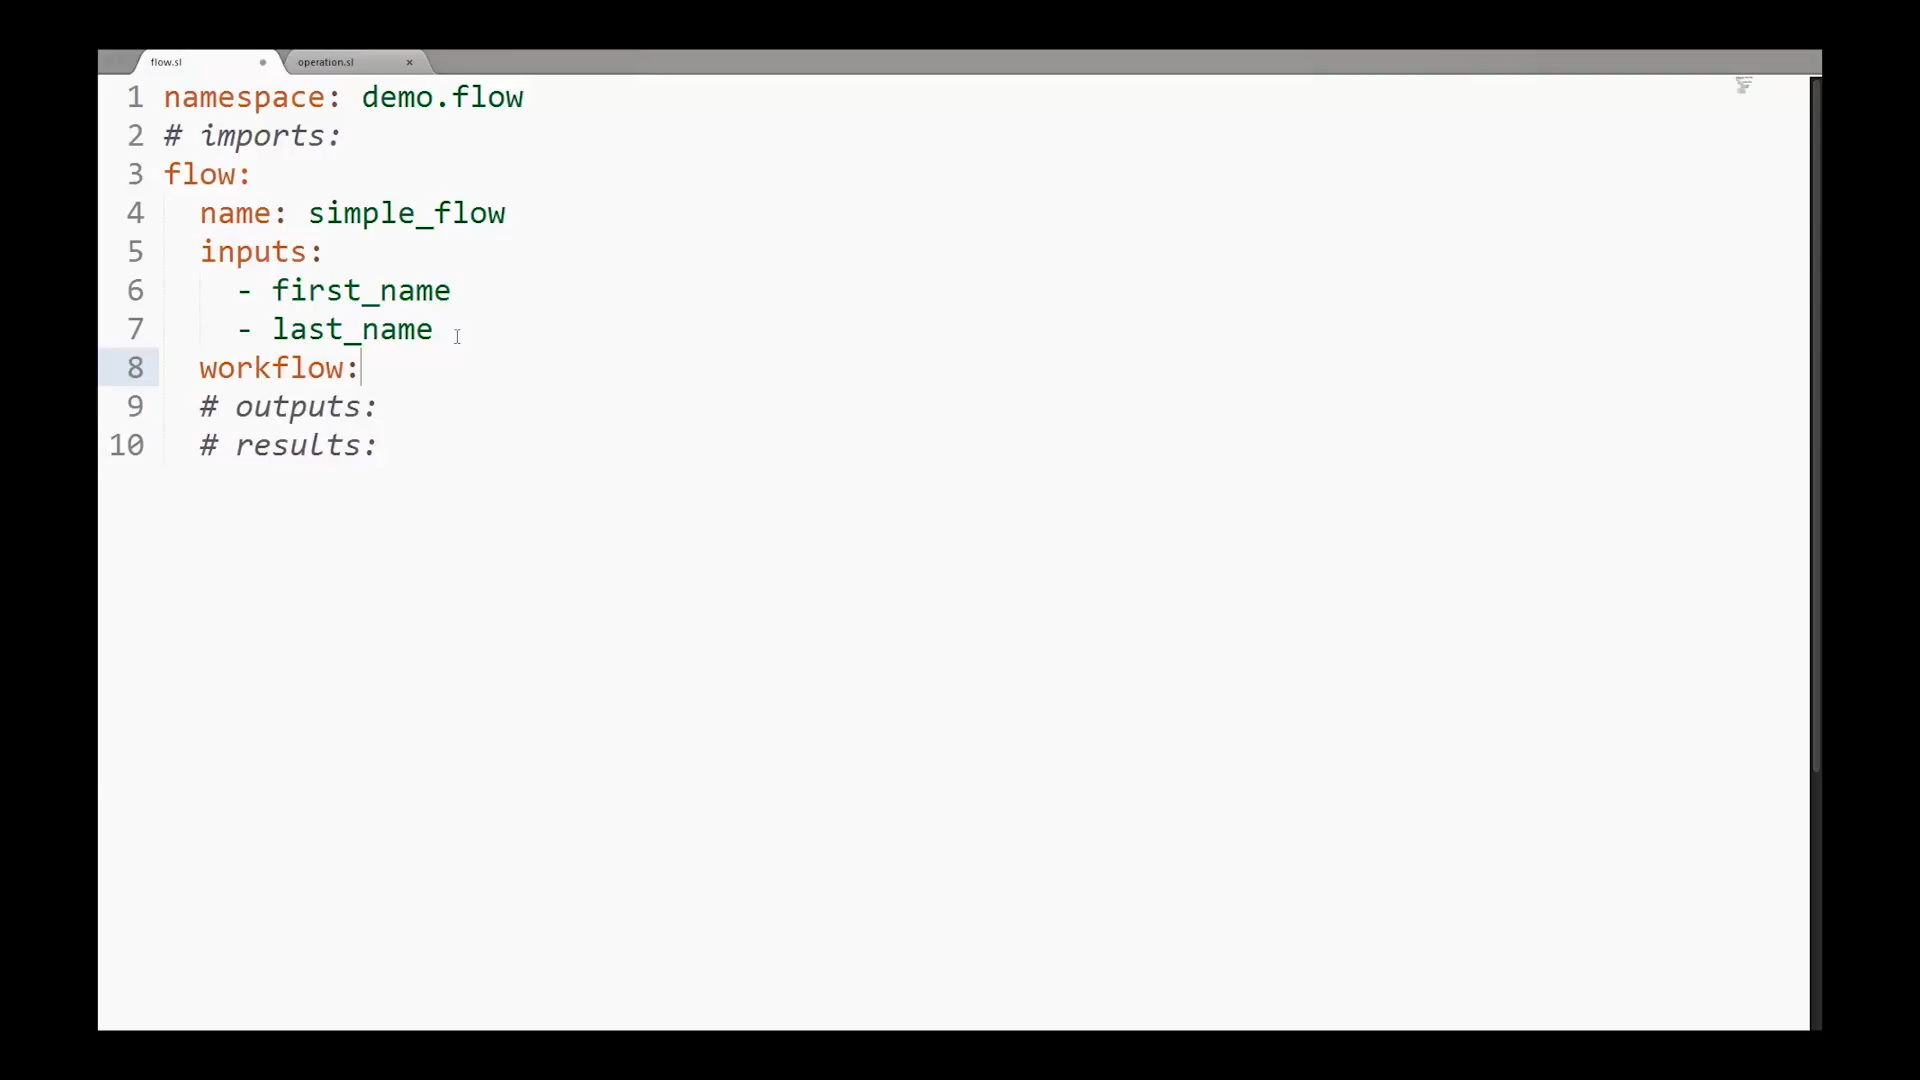 flow.sl
operation.sl
1 namespace: demo.flow
2 # imports:
3 flow:
4 name: simple_flow
5 inputs:
6 - first_name
7 - last_name
8 workflow:
9 # outputs:
10 # results: